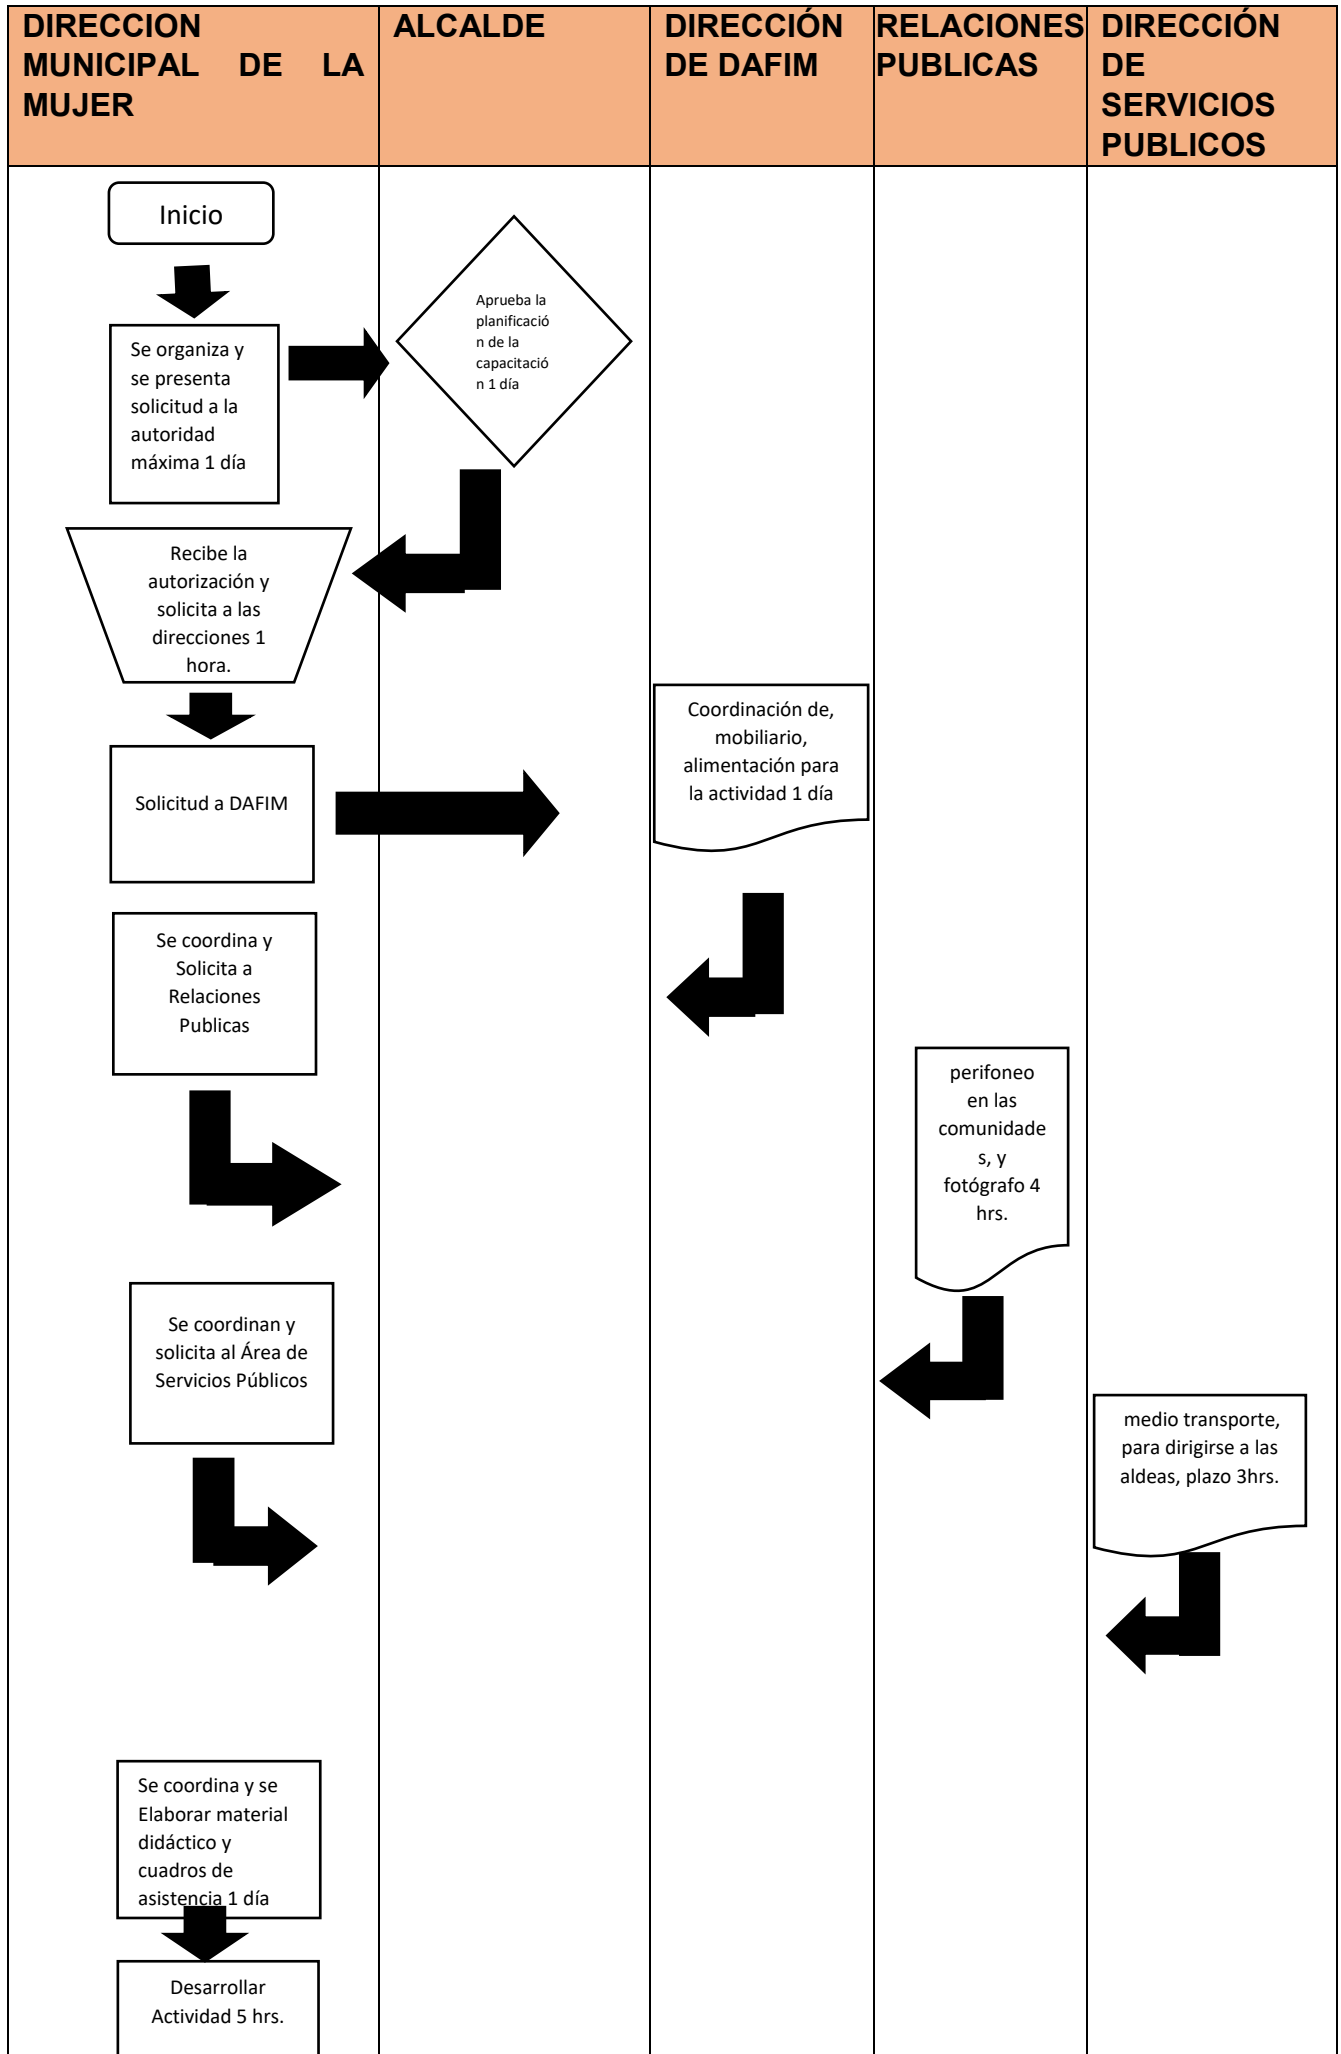 DIRECCION
MUNICIPAL DE LA
MUJER
ALCALDE
DIRECCIÓN
DE DAFIM
RELACIONES
PUBLICAS
DIRECCIÓN
DE
SERVICIOS
PUBLICOS
Inicio
Se organiza y
se presenta
solicitud a la
autoridad
máxima 1 día
Aprueba la
planificació
n de la
capacitació
n 1 día
Recibe la
autorización y
solicita a las
direcciones 1
hora.
Solicitud a DAFIM
Coordinación de,
mobiliario,
alimentación para
la actividad 1 día
Se coordina y
Solicita a
Relaciones
Publicas
perifoneo
en las
comunidade
s, y
fotógrafo 4
hrs.
Se coordinan y
solicita al Área de
Servicios Públicos
medio transporte,
para dirigirse a las
aldeas, plazo 3hrs.
Se coordina y se
Elaborar material
didáctico y
cuadros de
asistencia 1 día
Desarrollar
Actividad 5 hrs.